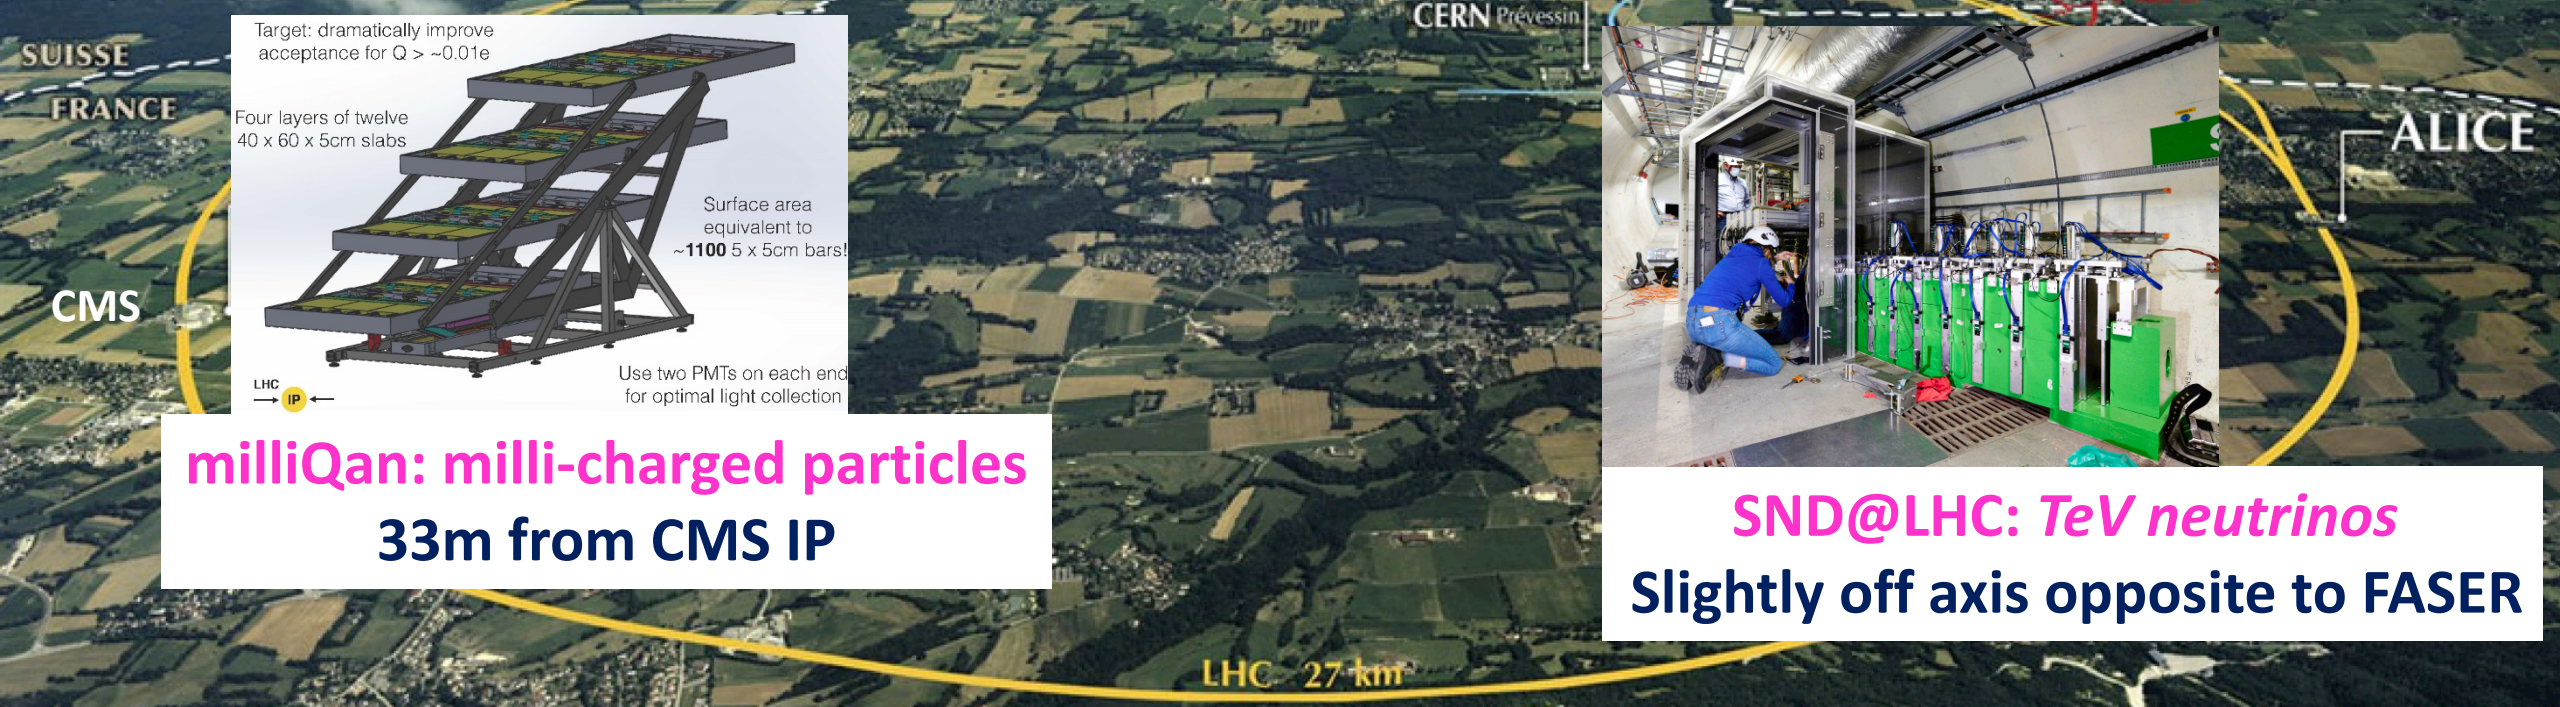 SUISSE
FRANCE
CERN Prévessin
ALICE
CMS
Target: dramatically improve
acceptance for Q > ~0.01e
Four layers of twelve
40 x 60 x 5cm slabs
Surface area
equivalent to
~1100 5 x 5cm bars!
Use two PMTs on each end
for optimal light collection
LHC
IP
milliQan: milli-charged particles
33m from CMS IP
SND@LHC: TeV neutrinos
Slightly off axis opposite to FASER
LHC 27 km